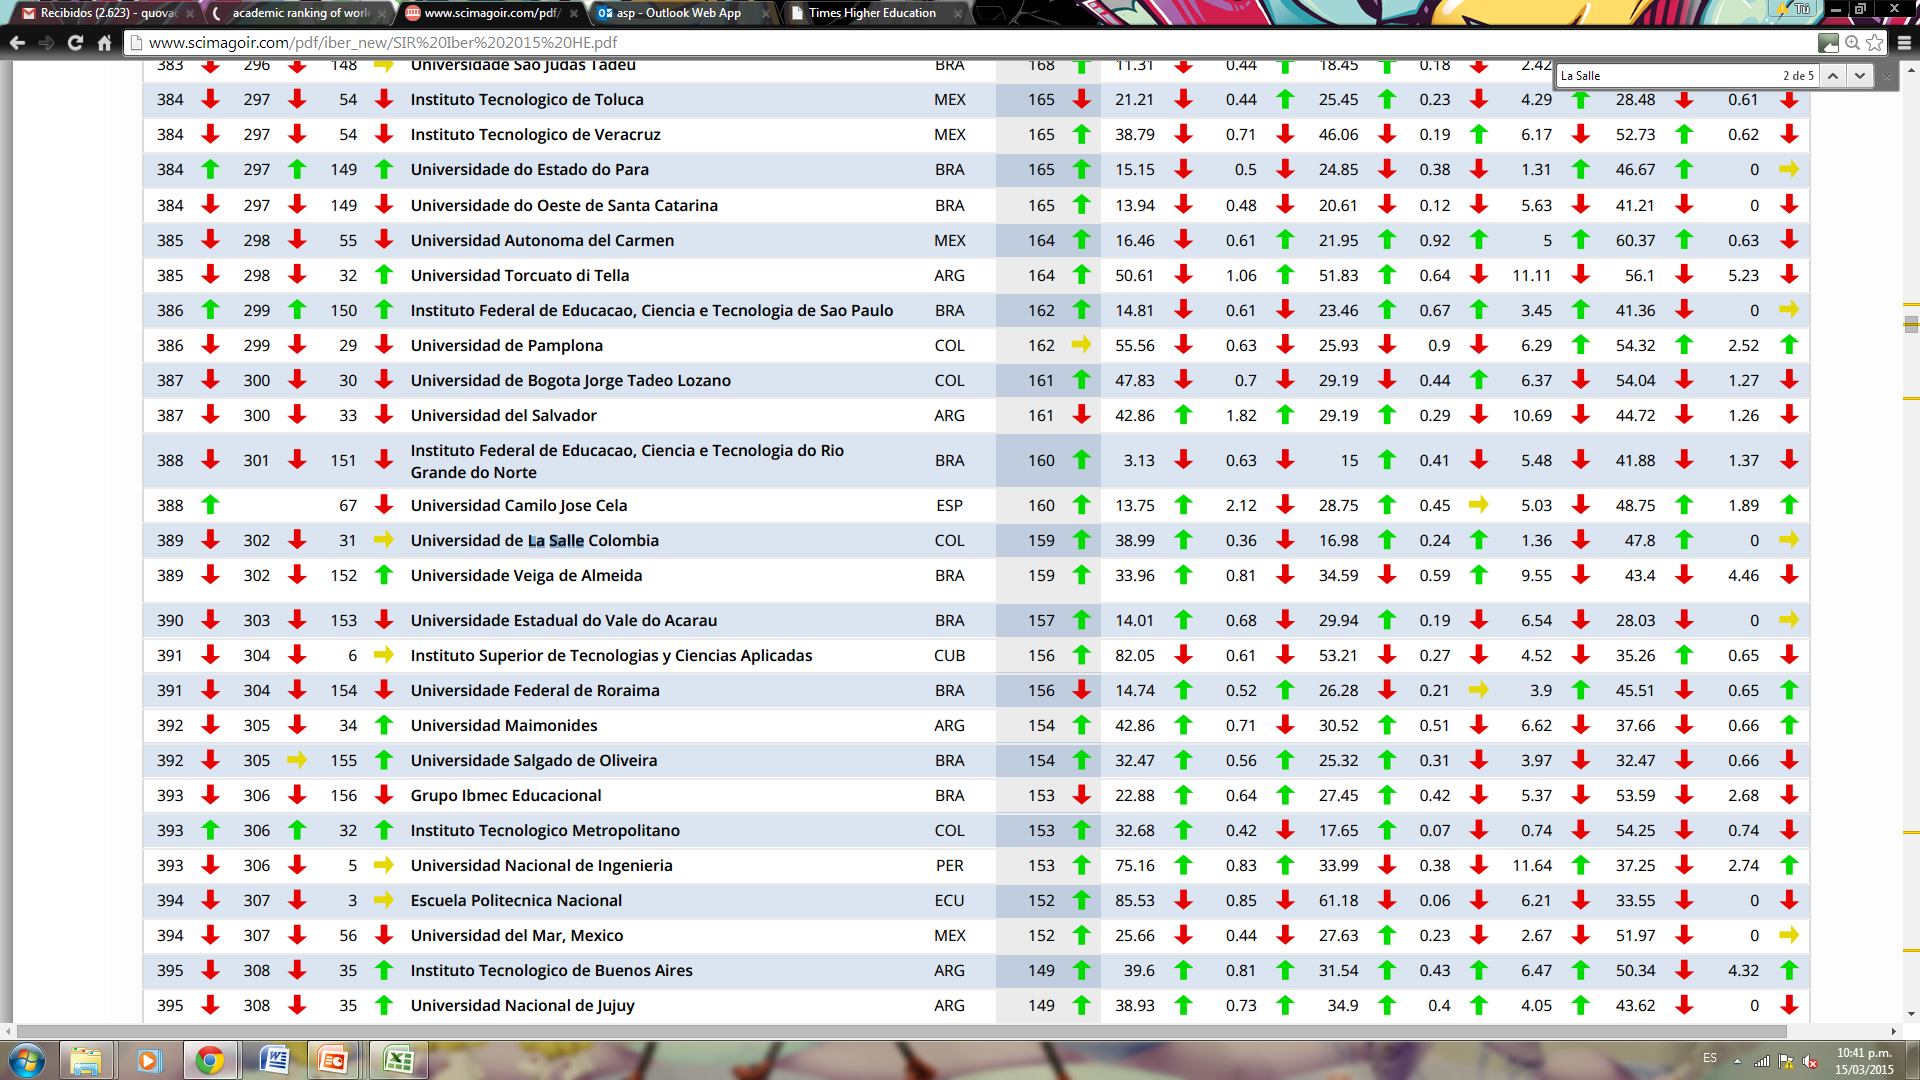 Recibidos (2.623) - quova
academic ranking of worl
www.scimagoir.com/pdf/
asp - Outlook Web App
Times Higher Education
Tú
www.scimagoir.com/pdf/iber_new/SIR%20Iber%202015%20HE.pdf
La Salle 2 de 5
383 296 148 Universidade Sao Judas Tadeu BRA 168 11.31 0.44 18.45 0.18 2.42
384 297 54 Instituto Tecnologico de Toluca MEX 165 21.21 0.44 25.45 0.23 4.29 28.48 0.61
384 297 54 Instituto Tecnologico de Veracruz MEX 165 38.79 0.71 46.06 0.19 6.17 52.73 0.62
384 297 149 Universidade do Estado do Para BRA 165 15.15 0.5 24.85 0.38 1.31 46.67 0
384 297 149 Universidade do Oeste de Santa Catarina BRA 165 13.94 0.48 20.61 0.12 5.63 41.21 0
385 298 55 Universidad Autonoma del Carmen MEX 164 16.46 0.61 21.95 0.92 5 60.37 0.63
385 298 32 Universidad Torcuato di Tella ARG 164 50.61 1.06 51.83 0.64 11.11 56.1 5.23
386 299 150 Instituto Federal de Educacao, Ciencia e Tecnologia de Sao Paulo BRA 162 14.81 0.61 23.46 0.67 3.45 41.36 0
386 299 29 Universidad de Pamplona COL 162 55.56 0.63 25.93 0.9 6.29 54.32 2.52
387 300 30 Universidad de Bogota Jorge Tadeo Lozano COL 161 47.83 0.7 29.19 0.44 6.37 54.04 1.27
387 300 33 Universidad del Salvador ARG 161 42.86 1.82 29.19 0.29 10.69 44.72 1.26
388 301 151 Instituto Federal de Educacao, Ciencia e Tecnologia do Rio
Grande do Norte BRA 160 3.13 0.63 15 0.41 5.48 41.88 1.37
388 67 Universidad Camilo Jose Cela ESP 160 13.75 2.12 28.75 0.45 5.03 48.75 1.89
389 302 31 Universidad de La Salle Colombia COL 159 38.99 0.36 16.98 0.24 1.36 47.8 0
389 302 152 Universidade Veiga de Almeida BRA 159 33.96 0.81 34.59 0.59 9.55 43.4 4.46
390 303 153 Universidade Estadual do Vale do Acarau BRA 157 14.01 0.68 29.94 0.19 6.54 28.03 0
391 304 6 Instituto Superior de Tecnologias y Ciencias Aplicadas CUB 156 82.05 0.61 53.21 0.27 4.52 35.26 0.65
391 304 154 Universidade Federal de Roraima BRA 156 14.74 0.52 26.28 0.21 3.9 45.51 0.65
392 305 34 Universidad Maimonides ARG 154 42.86 0.71 30.52 0.51 6.62 37.66 0.66
392 305 155 Universidade Salgado de Oliveira BRA 154 32.47 0.56 25.32 0.31 3.97 32.47 0.66
393 306 156 Grupo Ibmec Educacional BRA 153 22.88 0.64 27.45 0.42 5.37 53.59 2.68
393 306 32 Instituto Tecnologico Metropolitano COL 153 32.68 0.42 17.65 0.07 0.74 54.25 0.74
393 306 5 Universidad Nacional de Ingenieria PER 153 75.16 0.83 33.99 0.38 11.64 37.25 2.74
394 307 3 Escuela Politecnica Nacional ECU 152 85.53 0.85 61.18 0.06 6.21 33.55 0
394 307 56 Universidad del Mar, Mexico MEX 152 25.66 0.44 27.63 0.23 2.67 51.97 0
395 308 35 Instituto Tecnologico de Buenos Aires ARG 149 39.6 0.81 31.54 0.43 6.47 50.34 4.32
395 308 35 Universidad Nacional de Jujuy ARG 149 38.93 0.73 34.9 0.4 4.05 43.62 0
ES
10:41 p.m.
15/03/2015